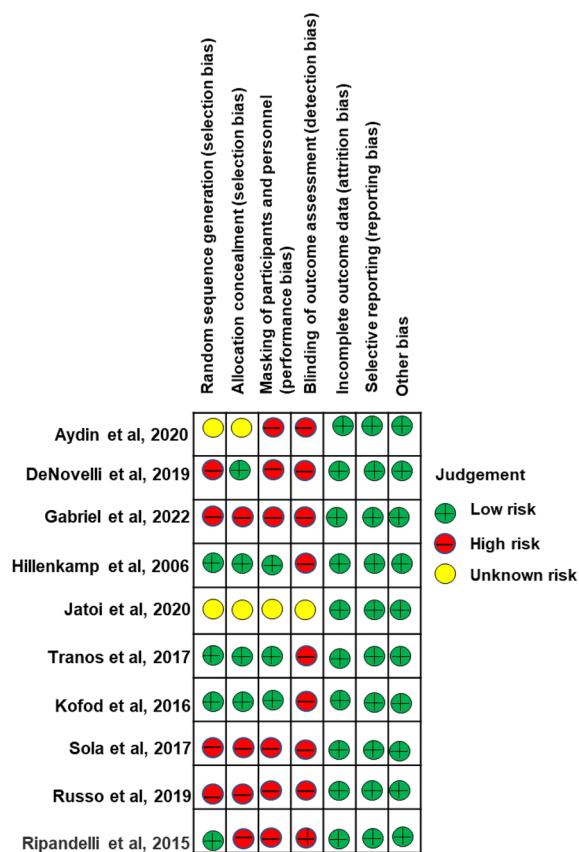 Random sequence generation (selection bias)
Allocation concealment (selection bias)
Masking of participants and personnel
(performance bias)
Blinding of outcome assessment (detection bias)
Incomplete outcome data (attrition bias)
Selective reporting (reporting bias)
Other bias
Aydin et al, 2020
DeNovelli et al, 2019
Gabriel et al, 2022
Hillenkamp et al, 2006
Jatoi et al, 2020
Tranos et al, 2017
Kofod et al, 2016
Sola et al, 2017
Russo et al, 2019
Ripandelli et al, 2015
Judgement
Low risk
High risk
Unknown risk